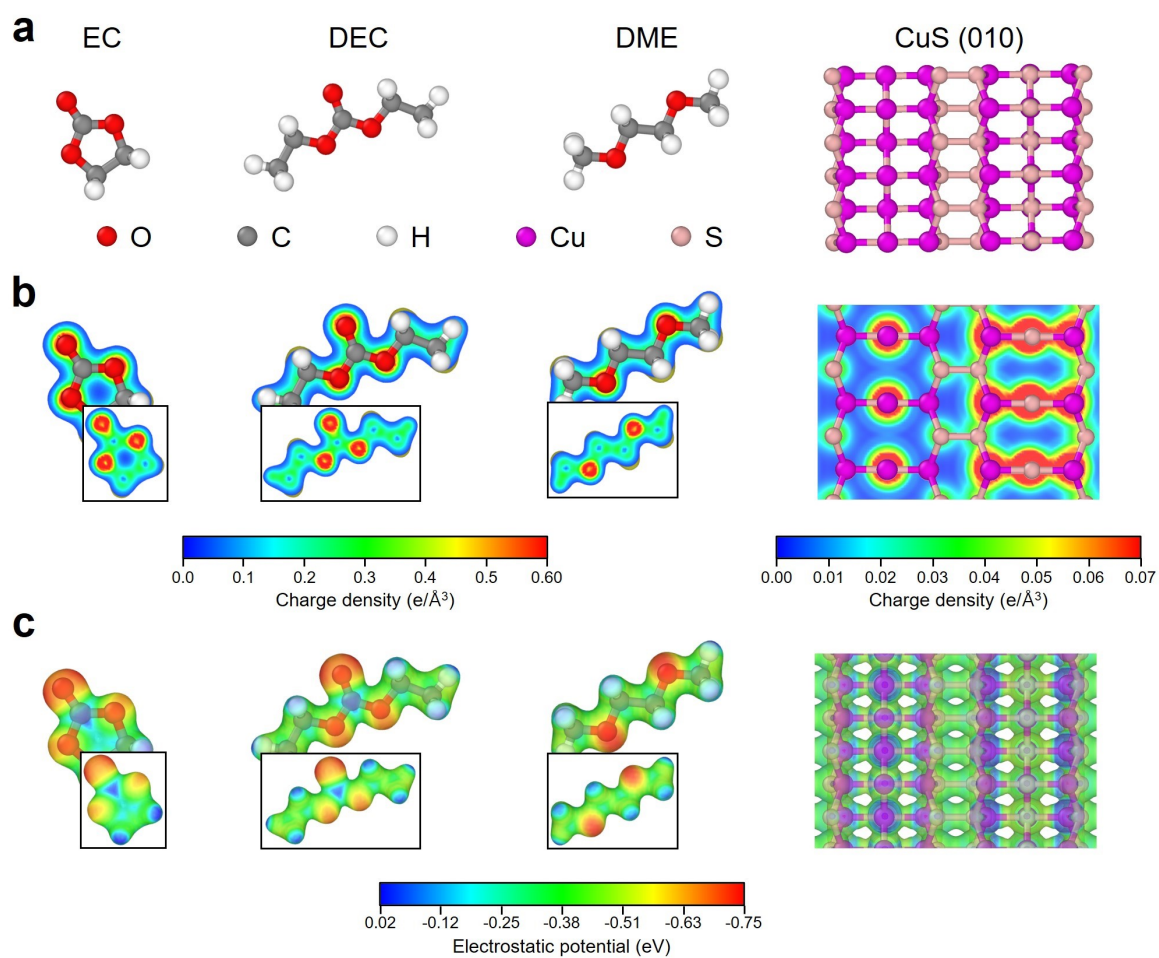 a
EC DEC DME CuS (010)
O C H Cu S
b
0.0 0.1 0.2 0.3 0.4 0.5 0.60
Charge density (e/Å³)
0.00 0.01 0.02 0.03 0.04 0.05 0.06 0.07
Charge density (e/Å³)
c
0.02 -0.12 -0.25 -0.38 -0.51 -0.63 -0.75
Electrostatic potential (eV)